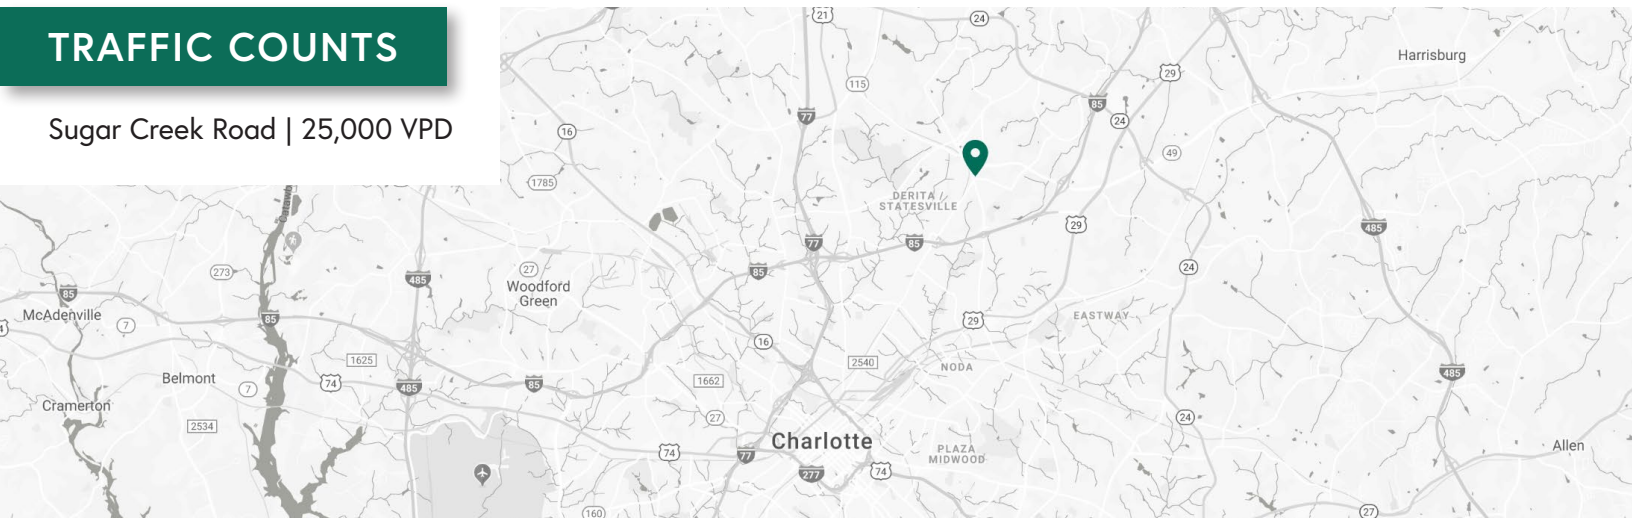 TRAFFIC COUNTS
Sugar Creek Road | 25,000 VPD
21
24
Harrisburg
29
115
85
77
24
16
49
1785
DERITA /
STATESVILLE
29
485
77
85
24
273
85
27
485
Woodford
Green
85
McAdenville
85
7
29
EASTWAY
16
1625
2540
NODA
485
Belmont
74
7
485
85
1662
Cramerton
27
24
2534
Charlotte
74
77
PLAZA
MIDWOOD
Allen
277
74
160
27